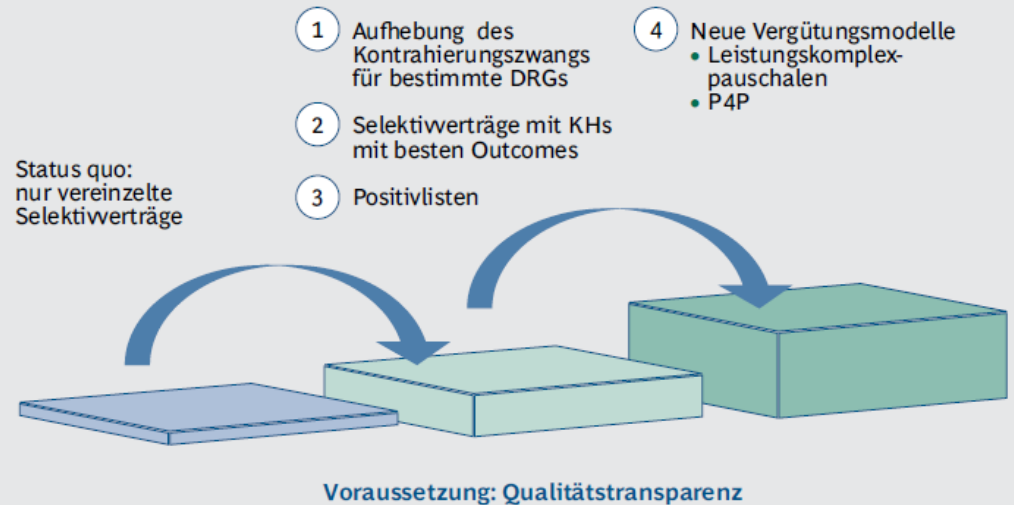 Status quo:
nur vereinzelte
Selektivverträge
1 Aufhebung des
Kontrahierungszwangs
für bestimmte DRGs
2 Selektivverträge mit KHs
mit besten Outcomes
3 Positivlisten
4 Neue Vergütungsmodelle
• Leistungskomplex-
pauschalen
• P4P
Voraussetzung: Qualitätstransparenz